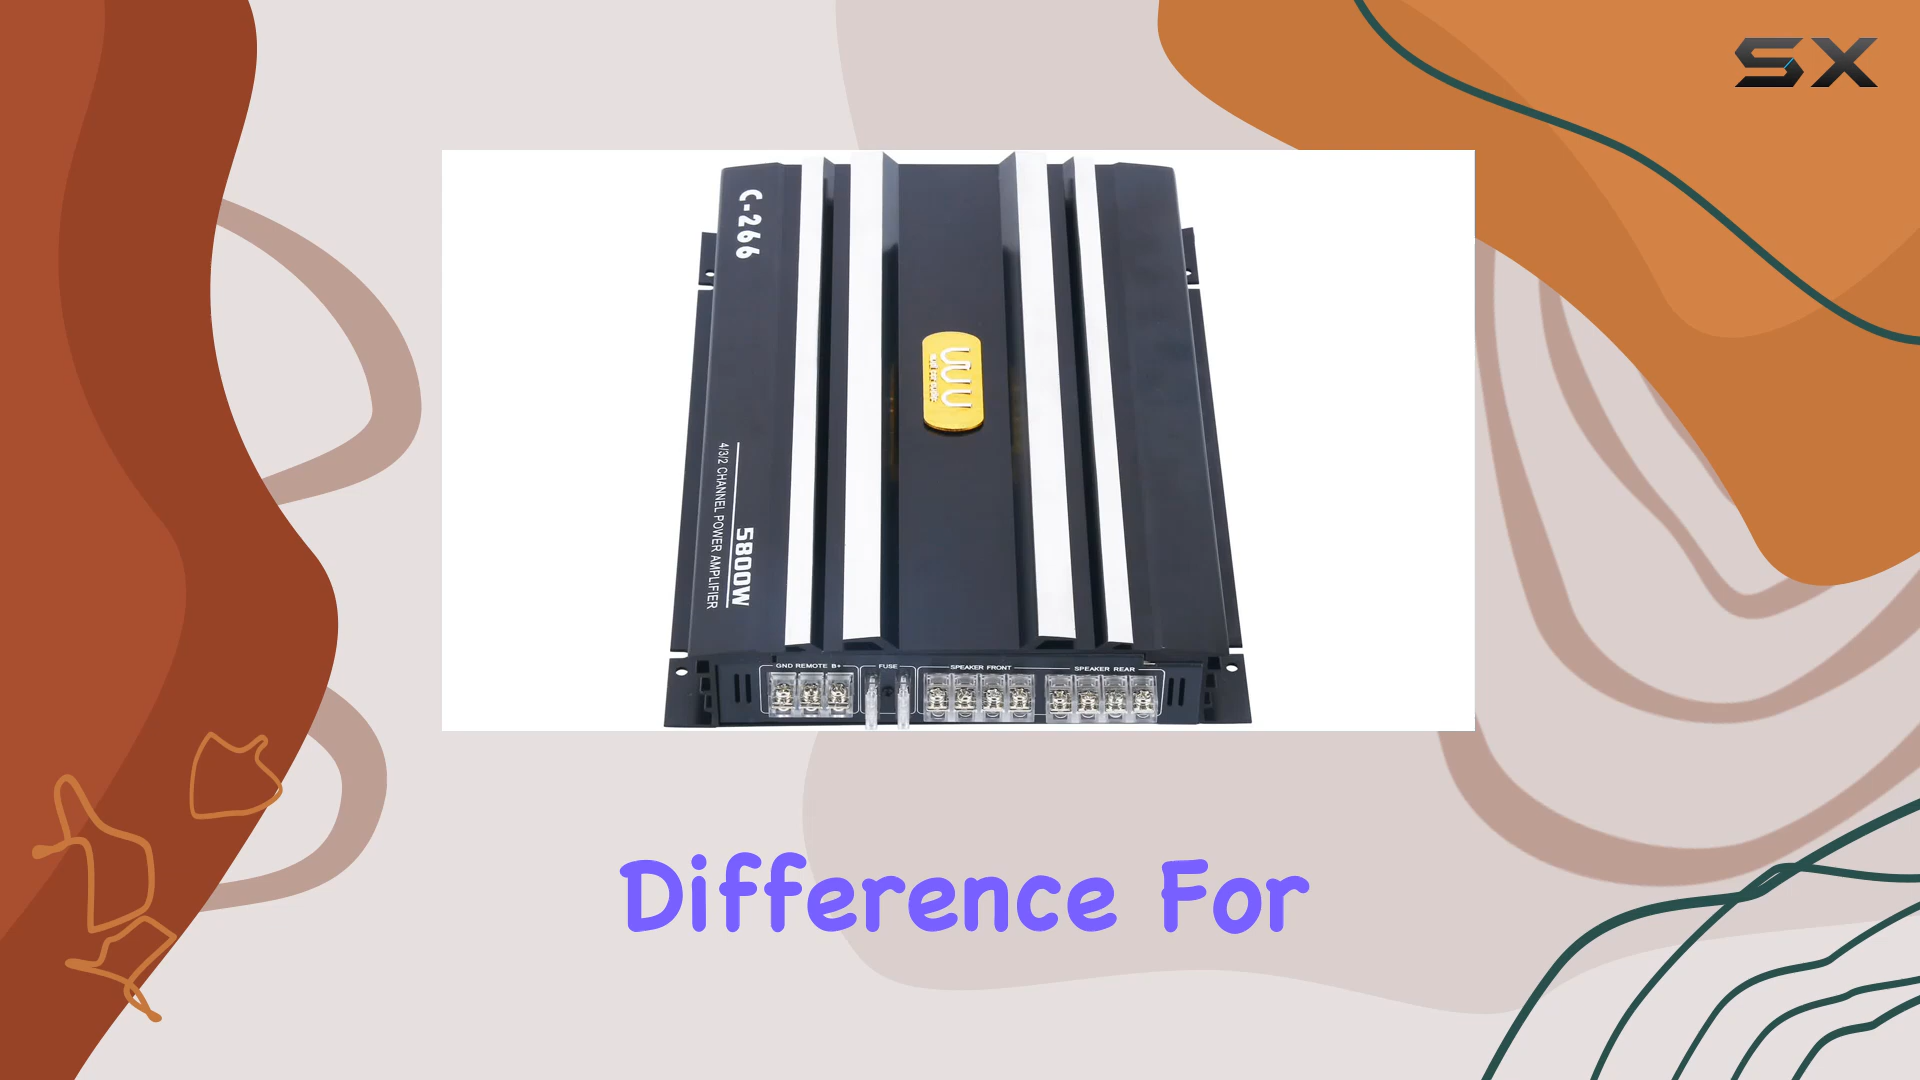 SX
C-266
5800W
4/3/2 CHANNEL POWER AMPLIFIER
GND REMOTE B+
FUSE
SPEAKER FRONT
SPEAKER REAR
Difference For